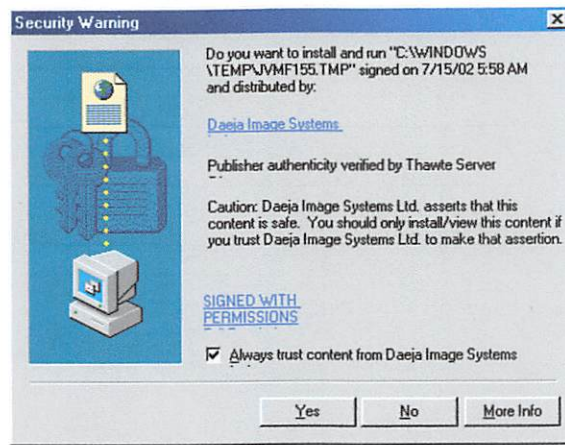 Security Warning
Do you want to install and run "C:\WINDOWS
\TEMP\JVMF155.TMP" signed on 7/15/02 5:58 AM
and distributed by:
Daeja Image Systems
Publisher authenticity verified by Thawte Server
Caution: Daeja Image Systems Ltd. asserts that this
content is safe. You should only install/view this content if
you trust Daeja Image Systems Ltd. to make that assertion.
SIGNED WITH
PERMISSIONS
Always trust content from Daeja Image Systems
Yes
No
More Info